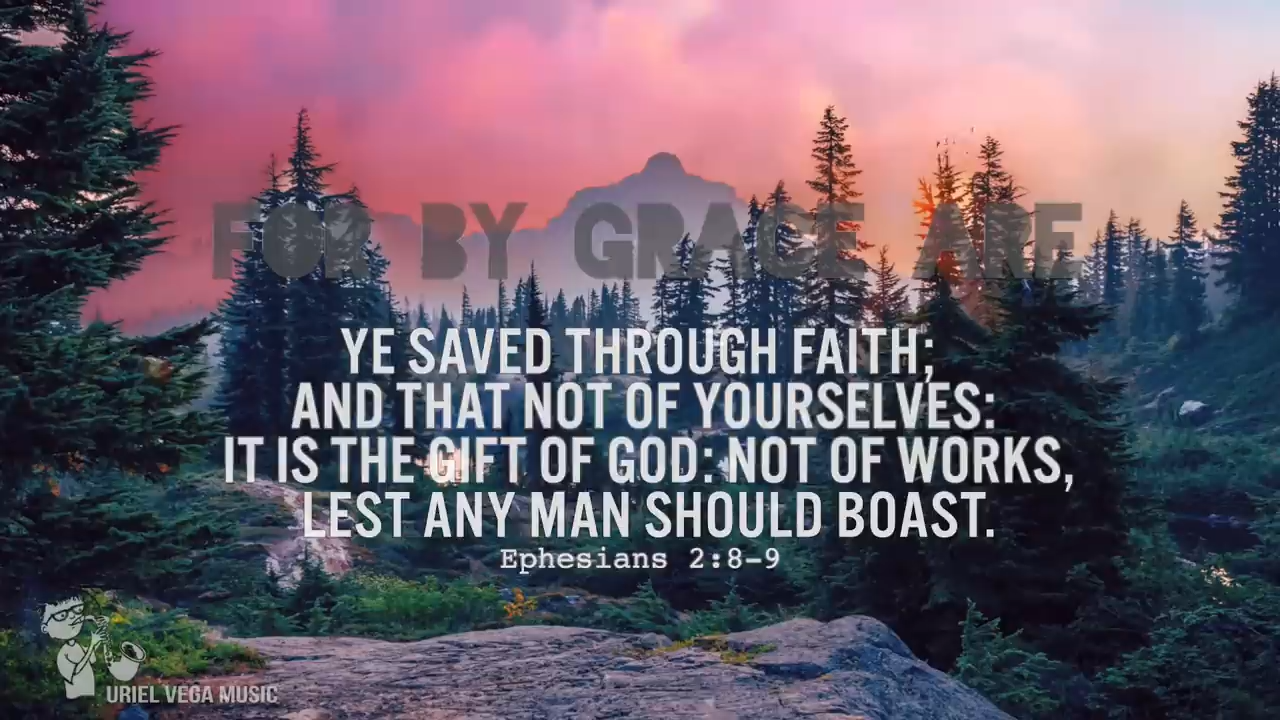 FOR BY GRACE ARE
YE SAVED THROUGH FAITH;
AND THAT NOT OF YOURSELVES:
IT IS THE GIFT OF GOD: NOT OF WORKS,
LEST ANY MAN SHOULD BOAST.
Ephesians 2:8-9
URIEL VEGA MUSIC